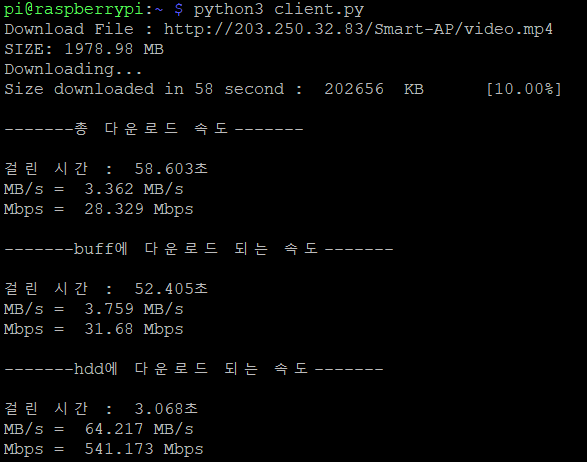 pi@raspberrypi:~ $ python3 client.py
Download File : http://203.250.32.83/Smart-AP/video.mp4
SIZE: 1978.98 MB
Downloading...
Size downloaded in 58 second :  202656  KB      [10.00%]
-------총 다운로드 속도-------
걸린 시간 :  58.603초
MB/s =  3.362 MB/s
Mbps =  28.329 Mbps
-------buff에 다운로드 되는 속도-------
걸린 시간 :  52.405초
MB/s =  3.759 MB/s
Mbps =  31.68 Mbps
-------hdd에 다운로드 되는 속도-------
걸린 시간 :  3.068초
MB/s =  64.217 MB/s
Mbps =  541.173 Mbps